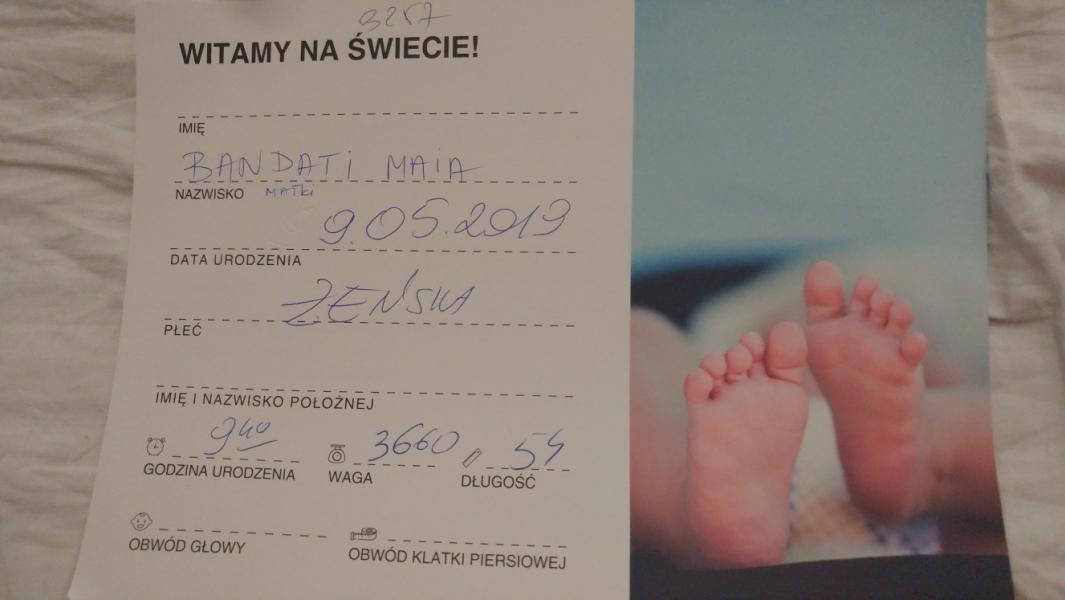 3257
WITAMY NA ŚWIECIE!
IMIĘ
BANDATI MAIA
NAZWISKO MATKI
9.05.2019
DATA URODZENIA
ŻEŃSKA
PŁEĆ
IMIĘ I NAZWISKO POŁOŻNEJ
9⁴⁰ 3660 54
GODZINA URODZENIA WAGA DŁUGOŚĆ
OBWÓD GŁOWY OBWÓD KLATKI PIERSIOWEJ